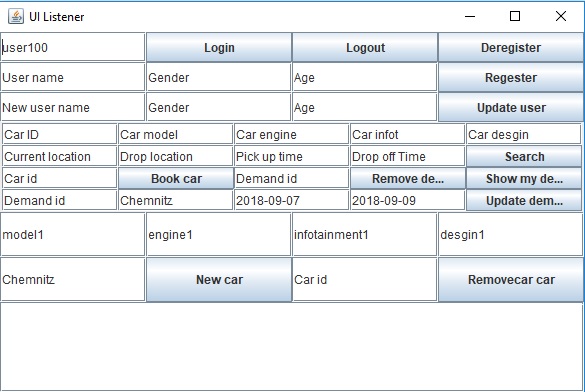 UI Listener
user100 Login Logout Deregister
User name Gender Age Regester
New user name Gender Age Update user
Car ID Car model Car engine Car infot Car desgin
Current location Drop location Pick up time Drop off Time Search
Car id Book car Demand id Remove de... Show my de...
Demand id Chemnitz 2018-09-07 2018-09-09 Update dem...
model1 engine1 infotainment1 desgin1
Chemnitz New car Car id Removecar car